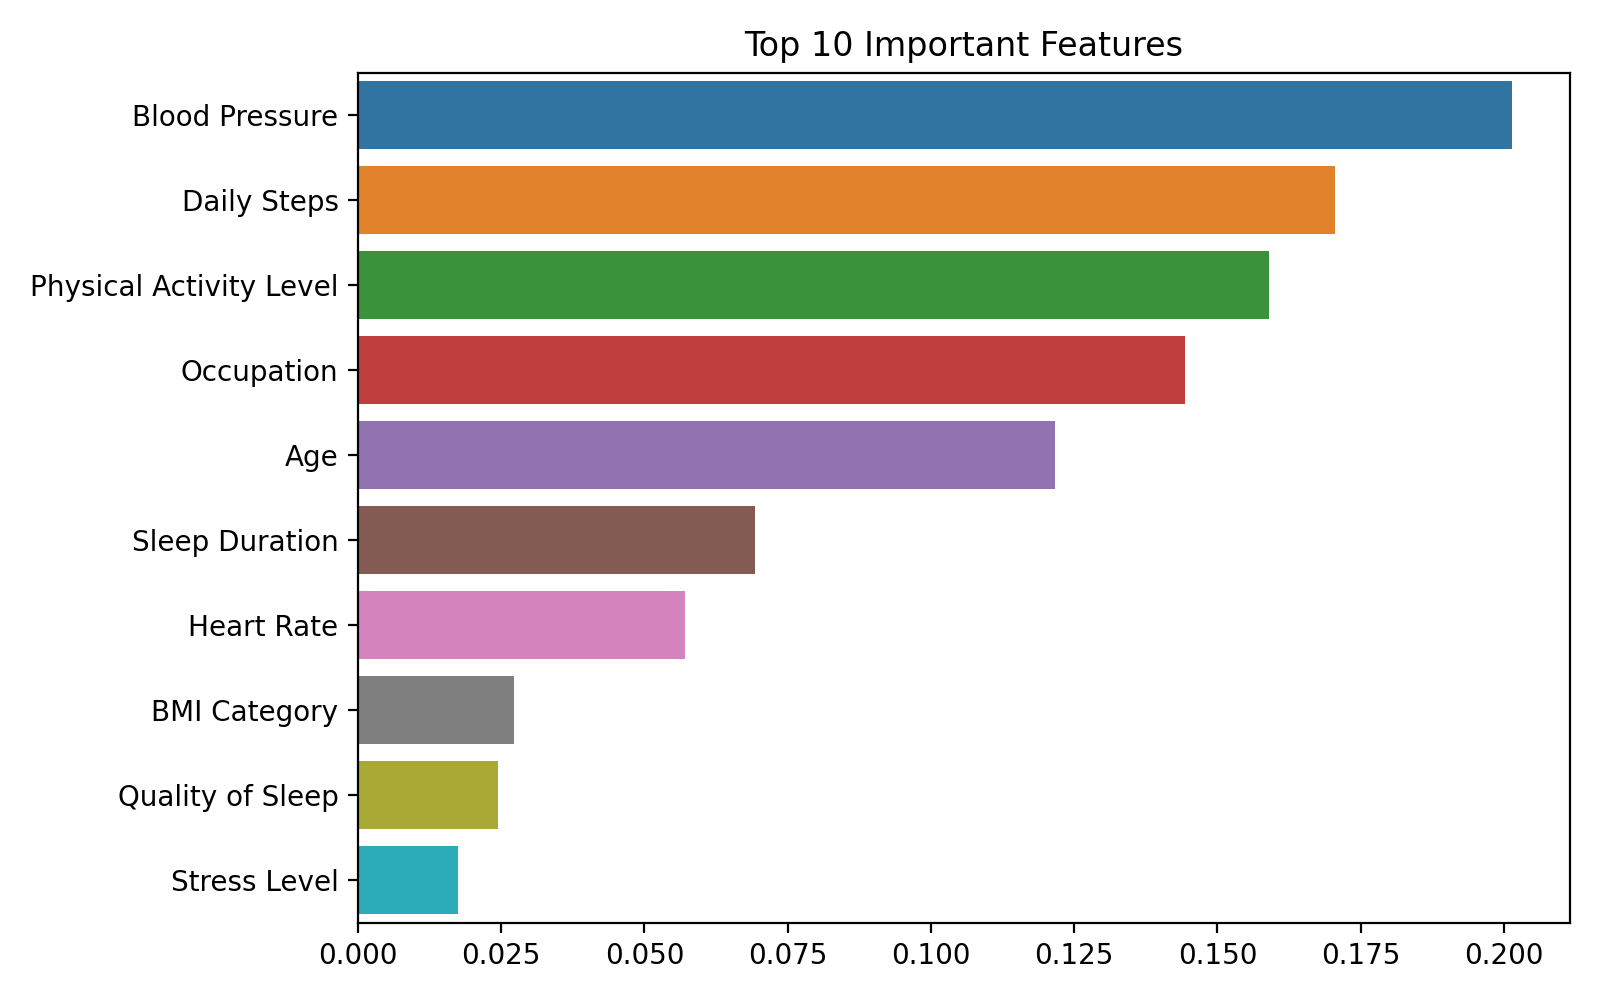 Top 10 Important Features
Blood Pressure
Daily Steps
Physical Activity Level
Occupation
Age
Sleep Duration
Heart Rate
BMI Category
Quality of Sleep
Stress Level
0.000 0.025 0.050 0.075 0.100 0.125 0.150 0.175 0.200